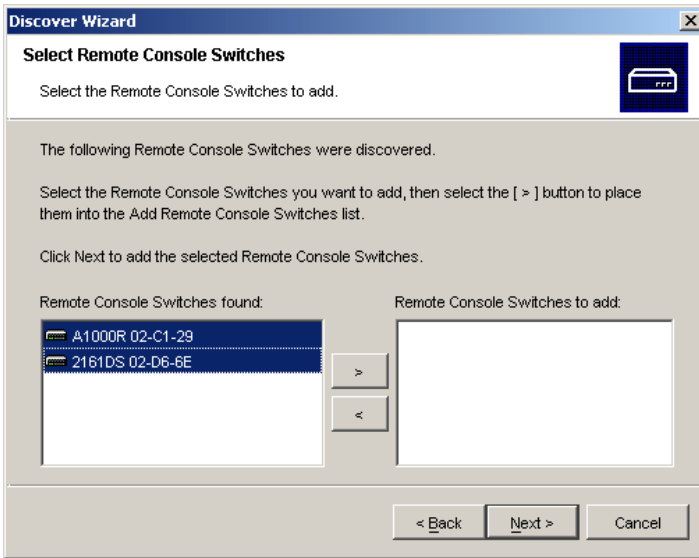 Discover Wizard
Select Remote Console Switches
Select the Remote Console Switches to add.
The following Remote Console Switches were discovered.
Select the Remote Console Switches you want to add, then select the [ > ] button to place
them into the Add Remote Console Switches list.
Click Next to add the selected Remote Console Switches.
Remote Console Switches found:
Remote Console Switches to add:
A1000R 02-C1-29
2161DS 02-D6-6E
>
<
< Back
Next >
Cancel